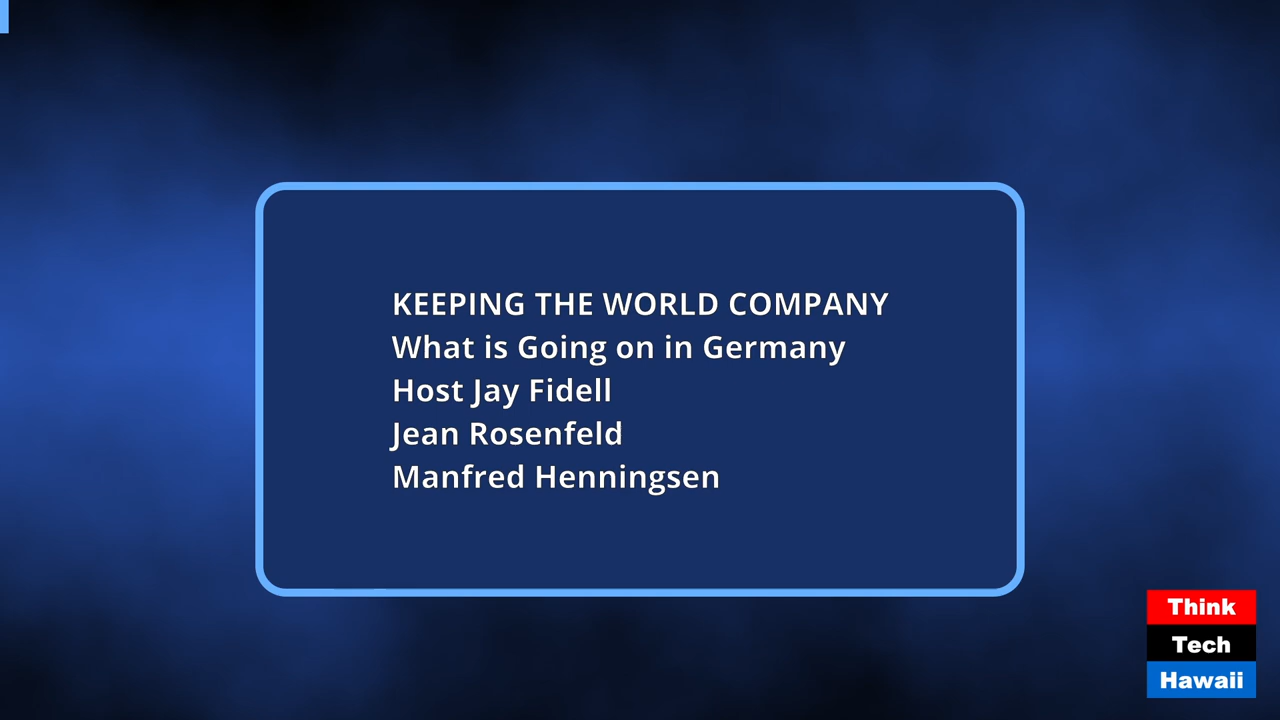 KEEPING THE WORLD COMPANY
What is Going on in Germany
Host Jay Fidell
Jean Rosenfeld
Manfred Henningsen
Think
Tech
Hawaii